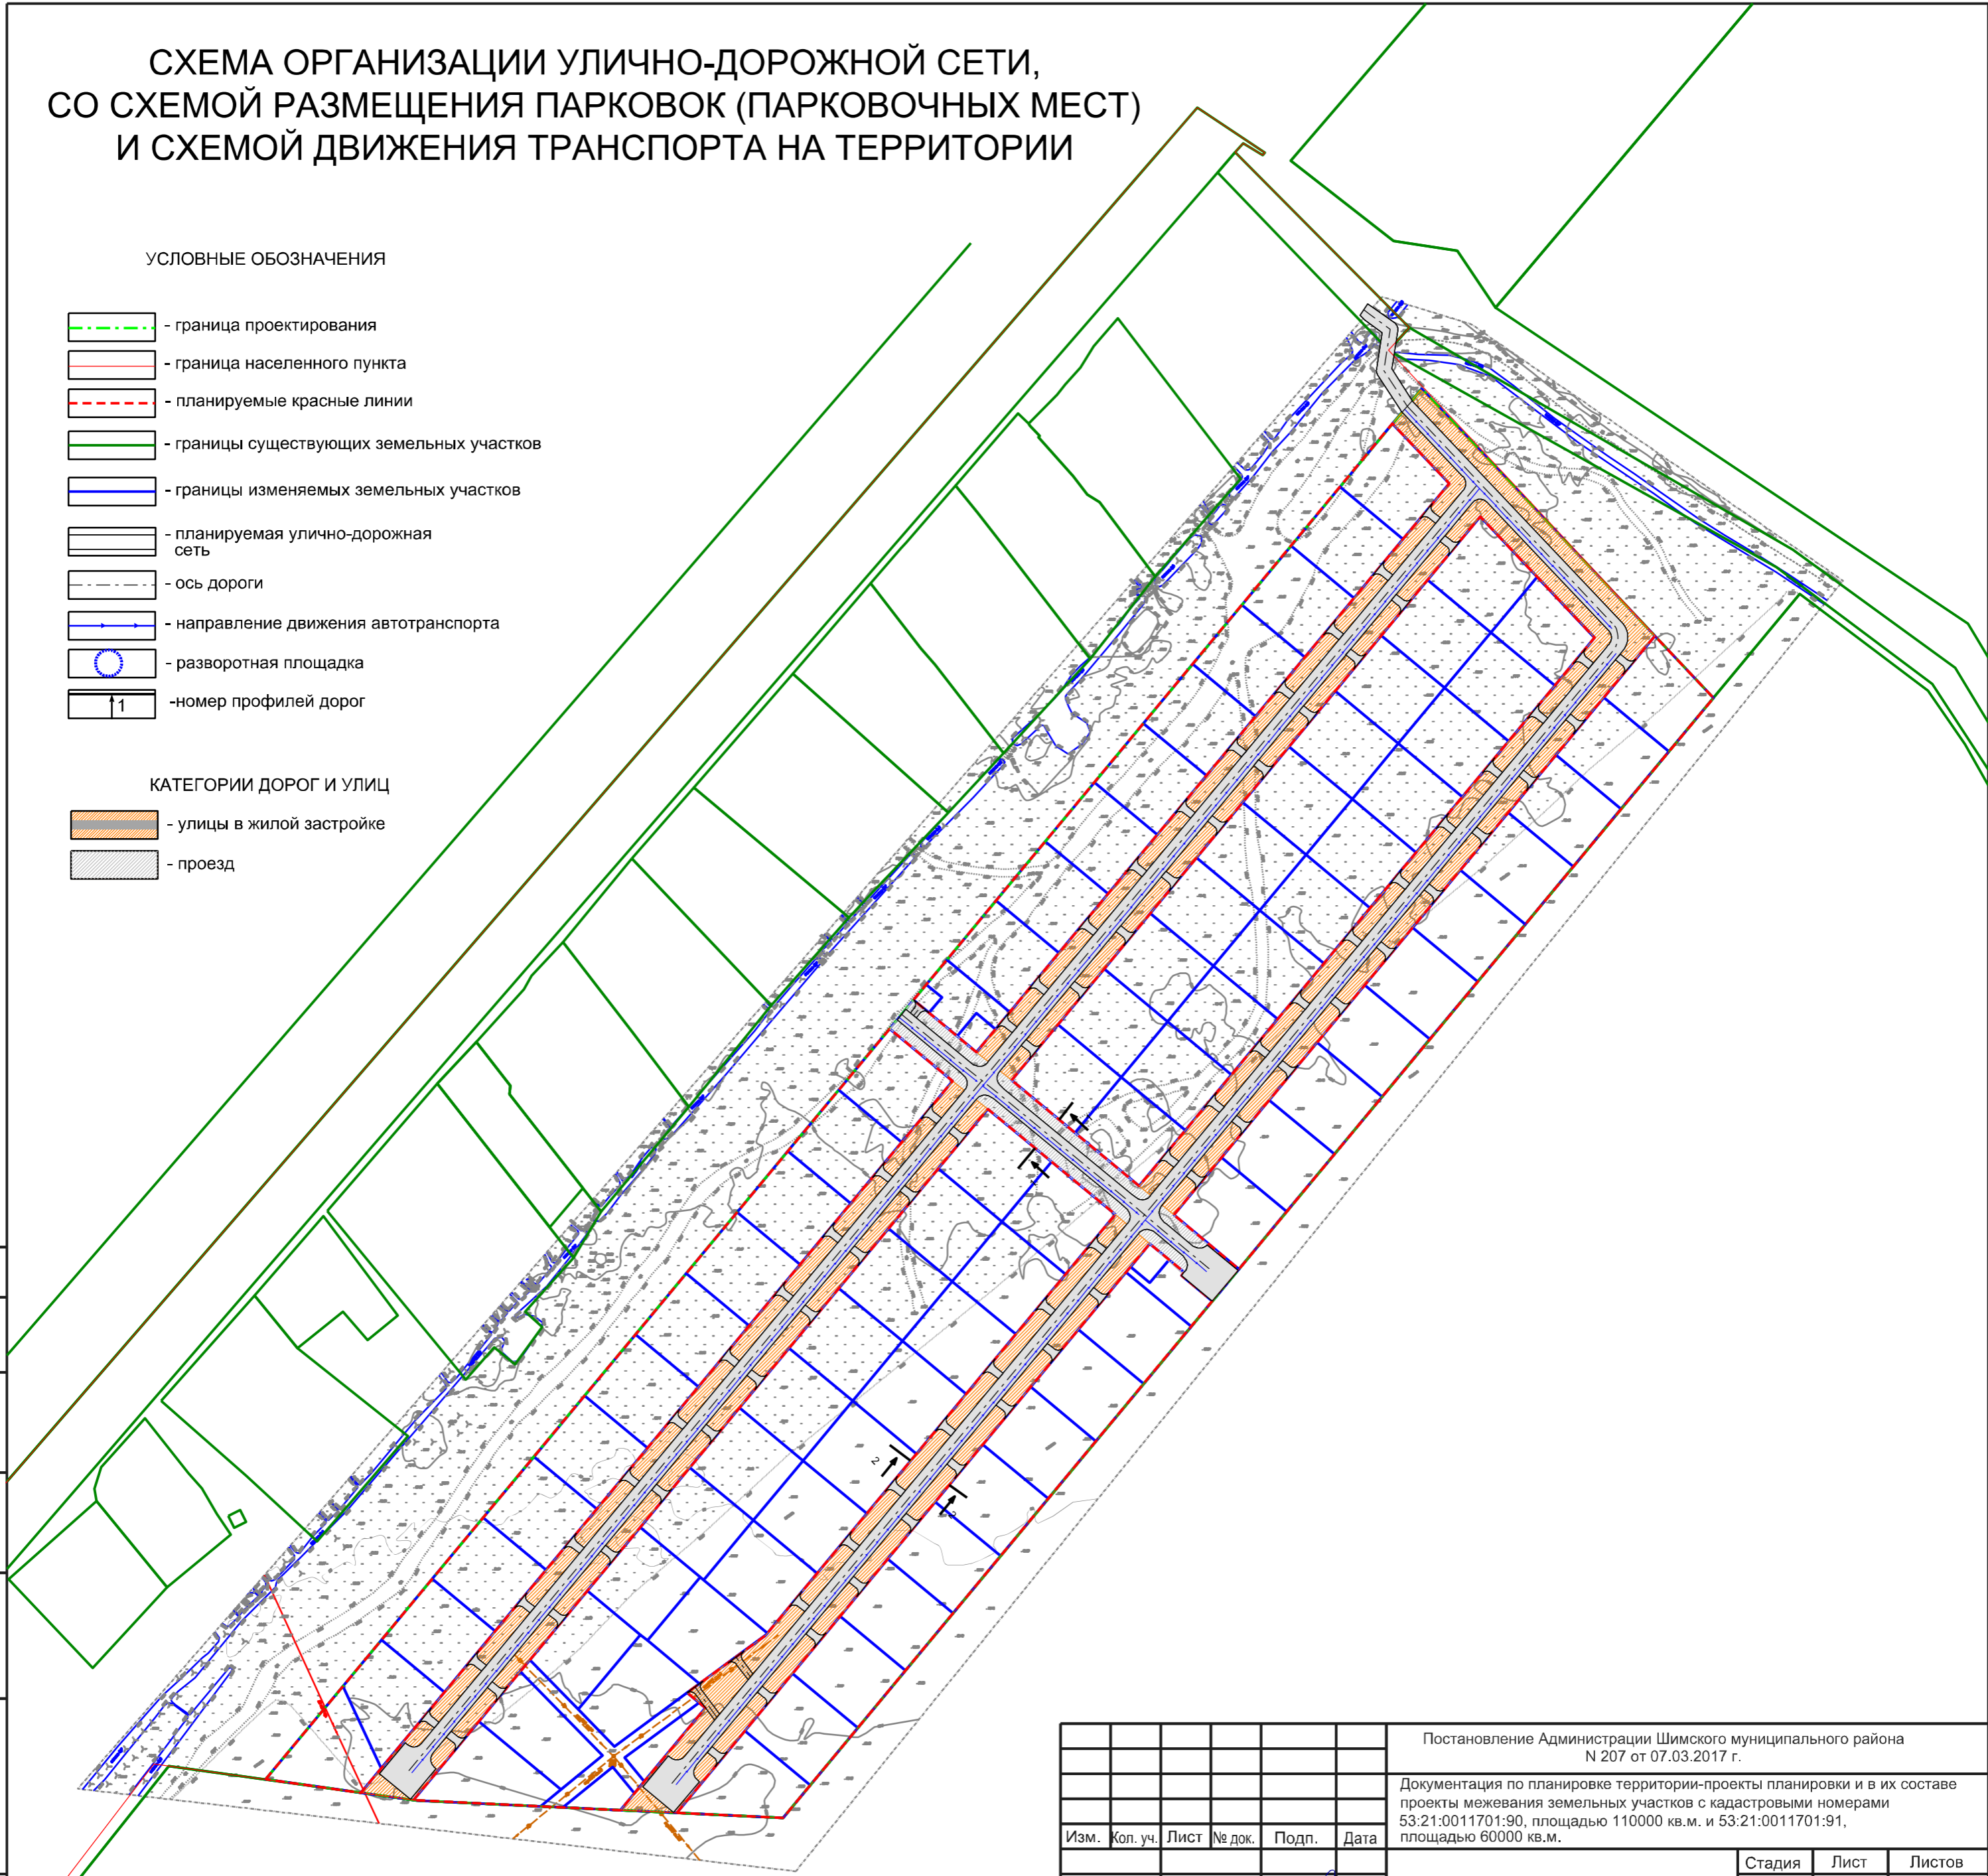 СХЕМА ОРГАНИЗАЦИИ УЛИЧНО-ДОРОЖНОЙ СЕТИ,
СО СХЕМОЙ РАЗМЕЩЕНИЯ ПАРКОВОК (ПАРКОВОЧНЫХ МЕСТ)
И СХЕМОЙ ДВИЖЕНИЯ ТРАНСПОРТА НА ТЕРРИТОРИИ
УСЛОВНЫЕ ОБОЗНАЧЕНИЯ
- граница проектирования
- граница населенного пункта
- планируемые красные линии
- границы существующих земельных участков
- границы изменяемых земельных участков
- планируемая улично-дорожная
сеть
- ось дороги
- направление движения автотранспорта
- разворотная площадка
1
-номер профилей дорог
КАТЕГОРИИ ДОРОГ И УЛИЦ
- улицы в жилой застройке
- проезд
2
Постановление Администрации Шимского муниципального района
N 207 от 07.03.2017 г.
Документация по планировке территории-проекты планировки и в их составе
проекты межевания земельных участков с кадастровыми номерами
53:21:0011701:90, площадью 110000 кв.м. и 53:21:0011701:91,
площадью 60000 кв.м.
Изм. Кол. уч. Лист № док. Подп. Дата
Стадия Лист Листов